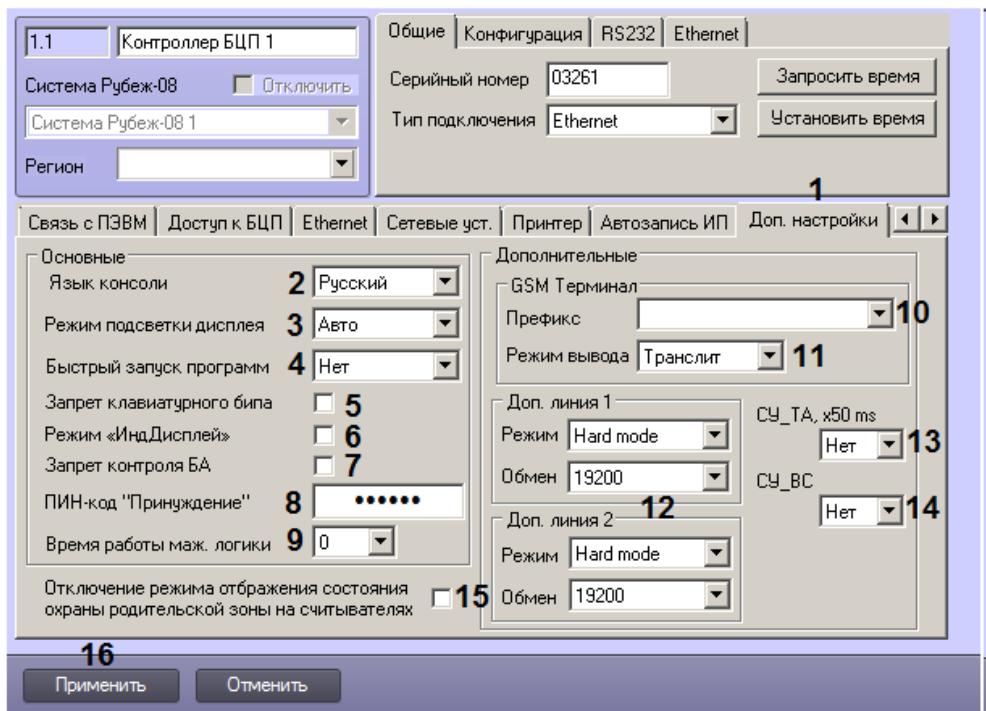 1.1
Контроллер БЦП 1
Система Рубеж-08
Отключить
Система Рубеж-08 1
Регион
Общие
Конфигурация
RS232
Ethernet
Серийный номер
03261
Запросить время
Тип подключения
Ethernet
Установить время
1
Связь с ПЭВМ
Доступ к БЦП
Ethernet
Сетевые уст.
Принтер
Автозапись ИП
Доп. настройки
Основные
Язык консоли
2
Русский
Режим подсветки дисплея
3
Авто
Быстрый запуск программ
4
Нет
Запрет клавиатурного бипа
5
Режим «ИндДисплей»
6
Запрет контроля БА
7
ПИН-код "Принуждение"
8
••••••
Время работы маж. логики
9
0
Отключение режима отбражения состояния
охраны родительской зоны на считывателях
15
Дополнительные
GSM Терминал
Префикс
10
Режим вывода
Транслит
11
Доп. линия 1
Режим
Hard mode
Обмен
19200
12
Доп. линия 2
Режим
Hard mode
Обмен
19200
СУ_ТА, x50 ms
Нет
13
СУ_ВС
Нет
14
16
Применить
Отменить